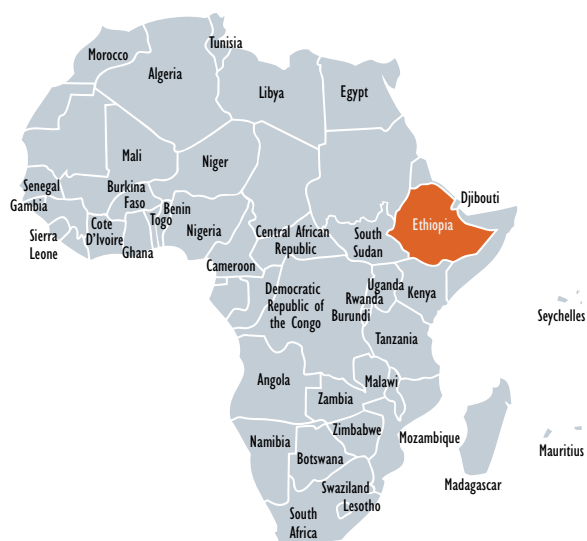 Tunisia
Morocco
Algeria
Libya
Egypt
Mali
Niger
Senegal
Burkina
Faso
Gambia
Djibouti
Benin
Togo
Cote
D'Ivoire
Nigeria
Ethiopia
Sierra
Leone
Ghana
Central African
Republic
South
Sudan
Cameroon
Uganda
Kenya
Democratic
Republic of
the Congo
Rwanda
Burundi
Seychelles
Tanzania
Angola
Malawi
Zambia
Zimbabwe
Mozambique
Namibia
Botswana
Mauritius
Madagascar
Swaziland
Lesotho
South
Africa